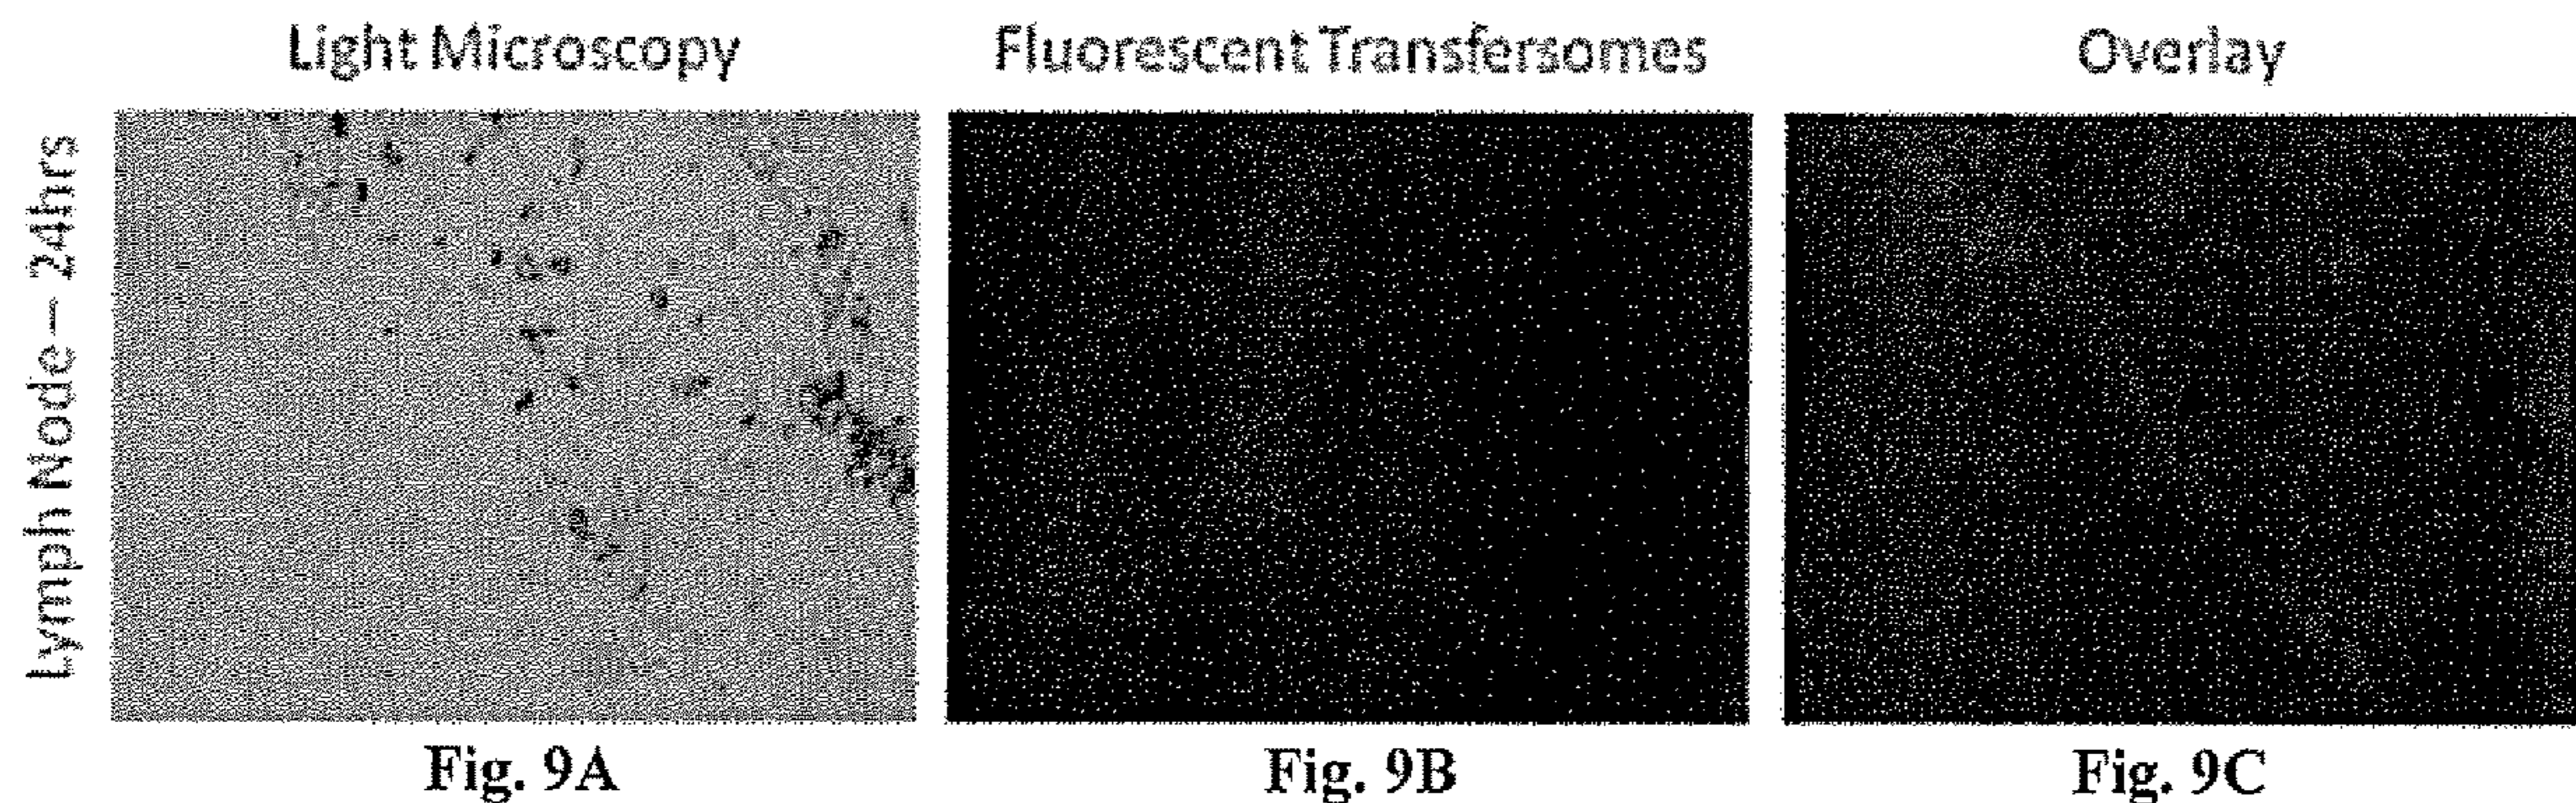 Light Microscopy
Fluorescent Transfersomes
Overlay
Lymph Node – 24hrs
Fig. 9A
Fig. 9B
Fig. 9C